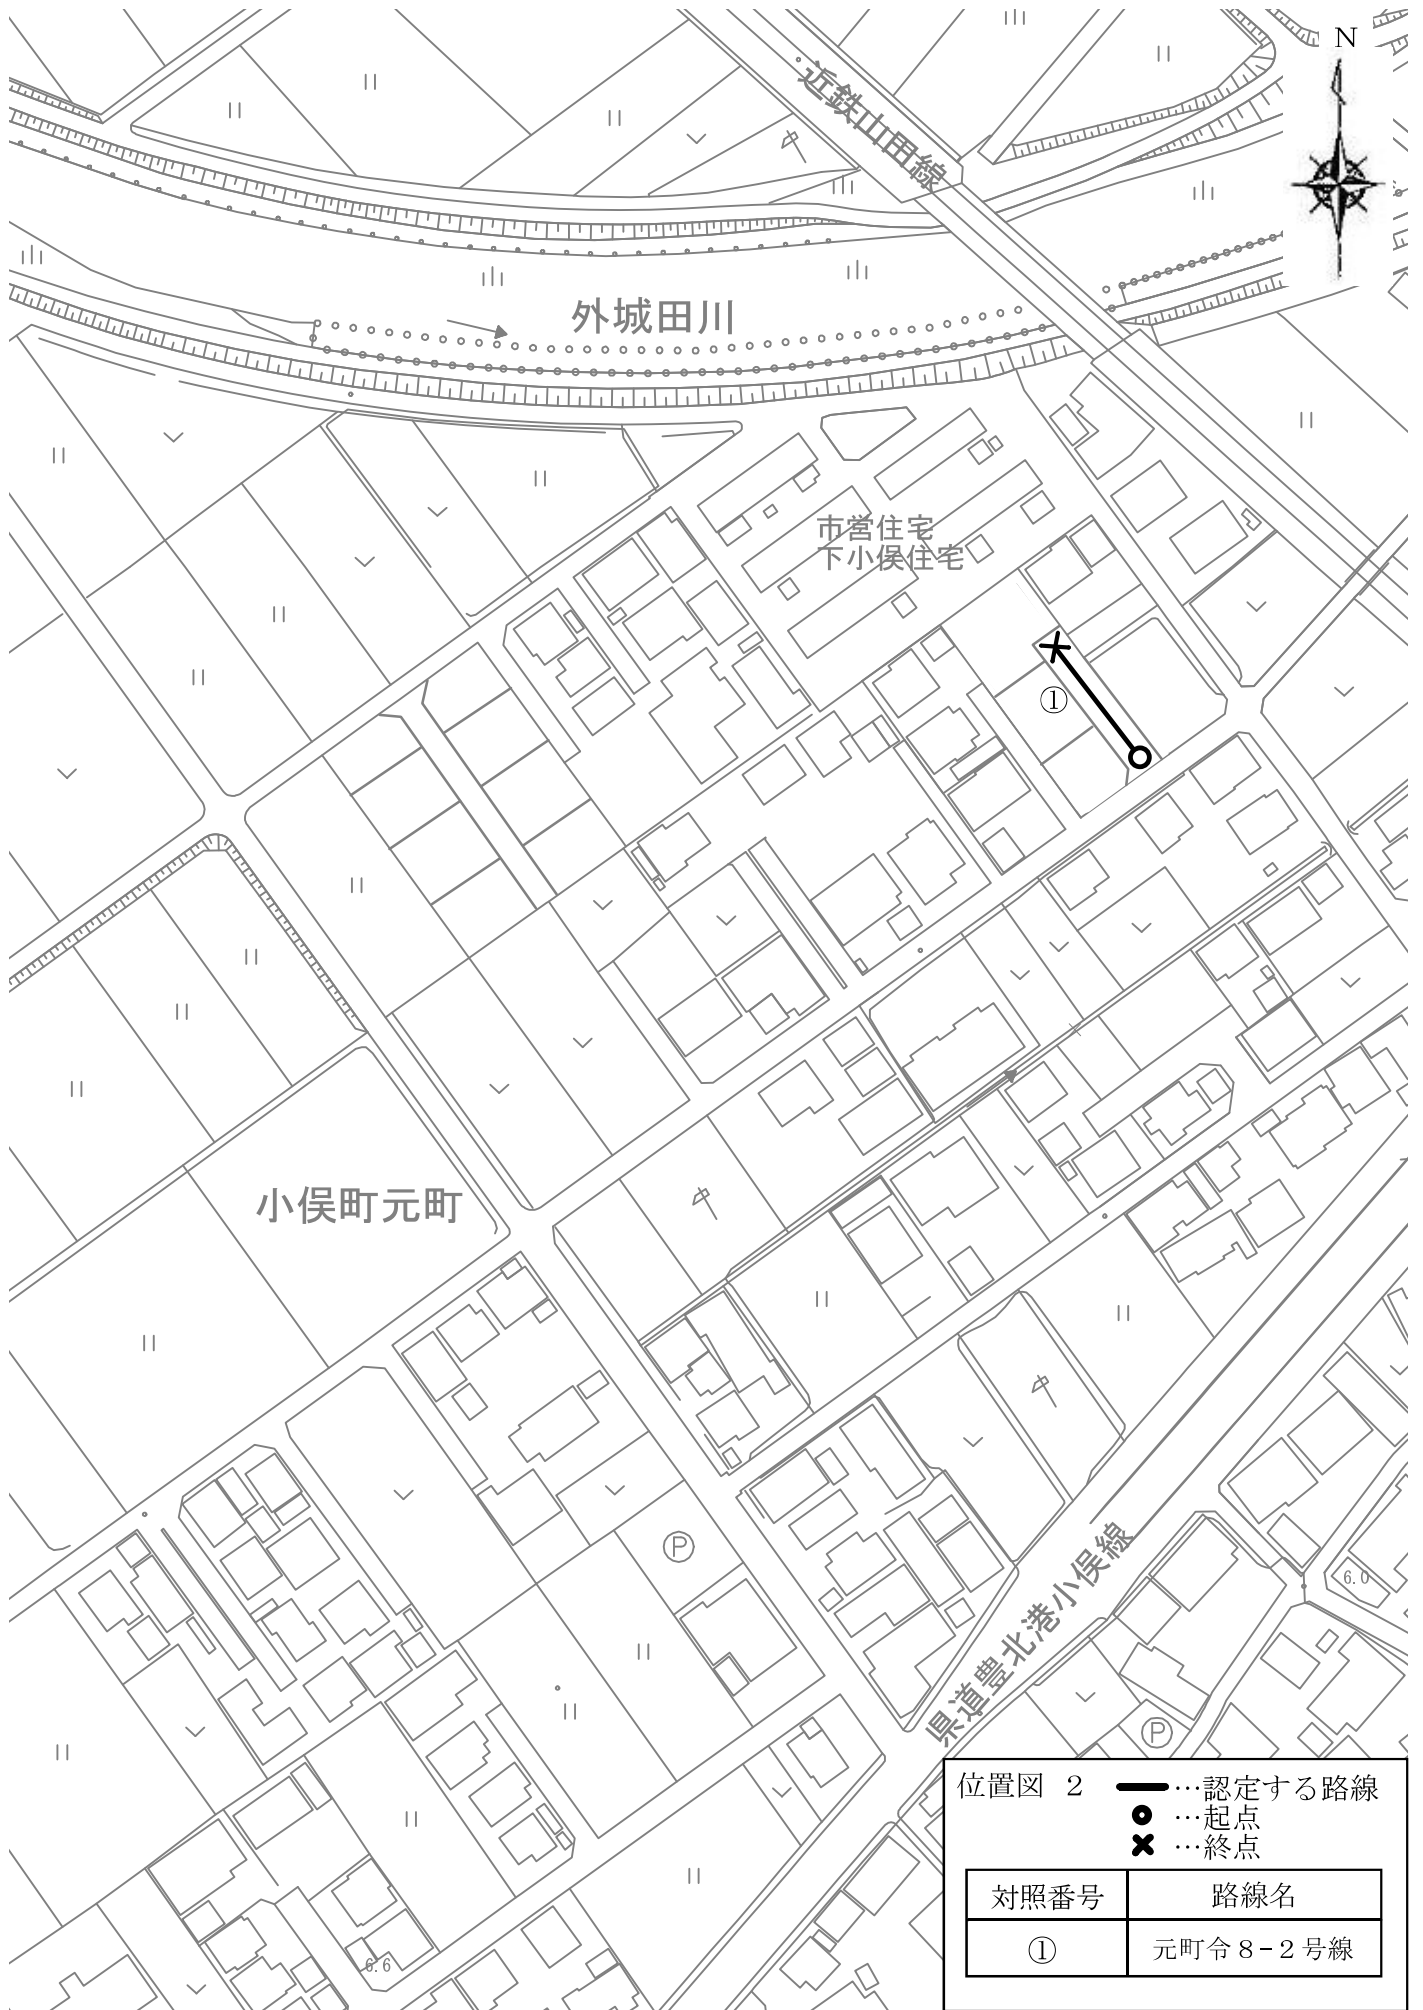 N
近鉄山田線
外城田川
市営住宅
下小俣住宅
①
小俣町元町
P
6.0
県道豊北港小俣線
P
位置図 2
…認定する路線
…起点
…終点
対照番号 路線名
① 元町令8-2号線
6.6